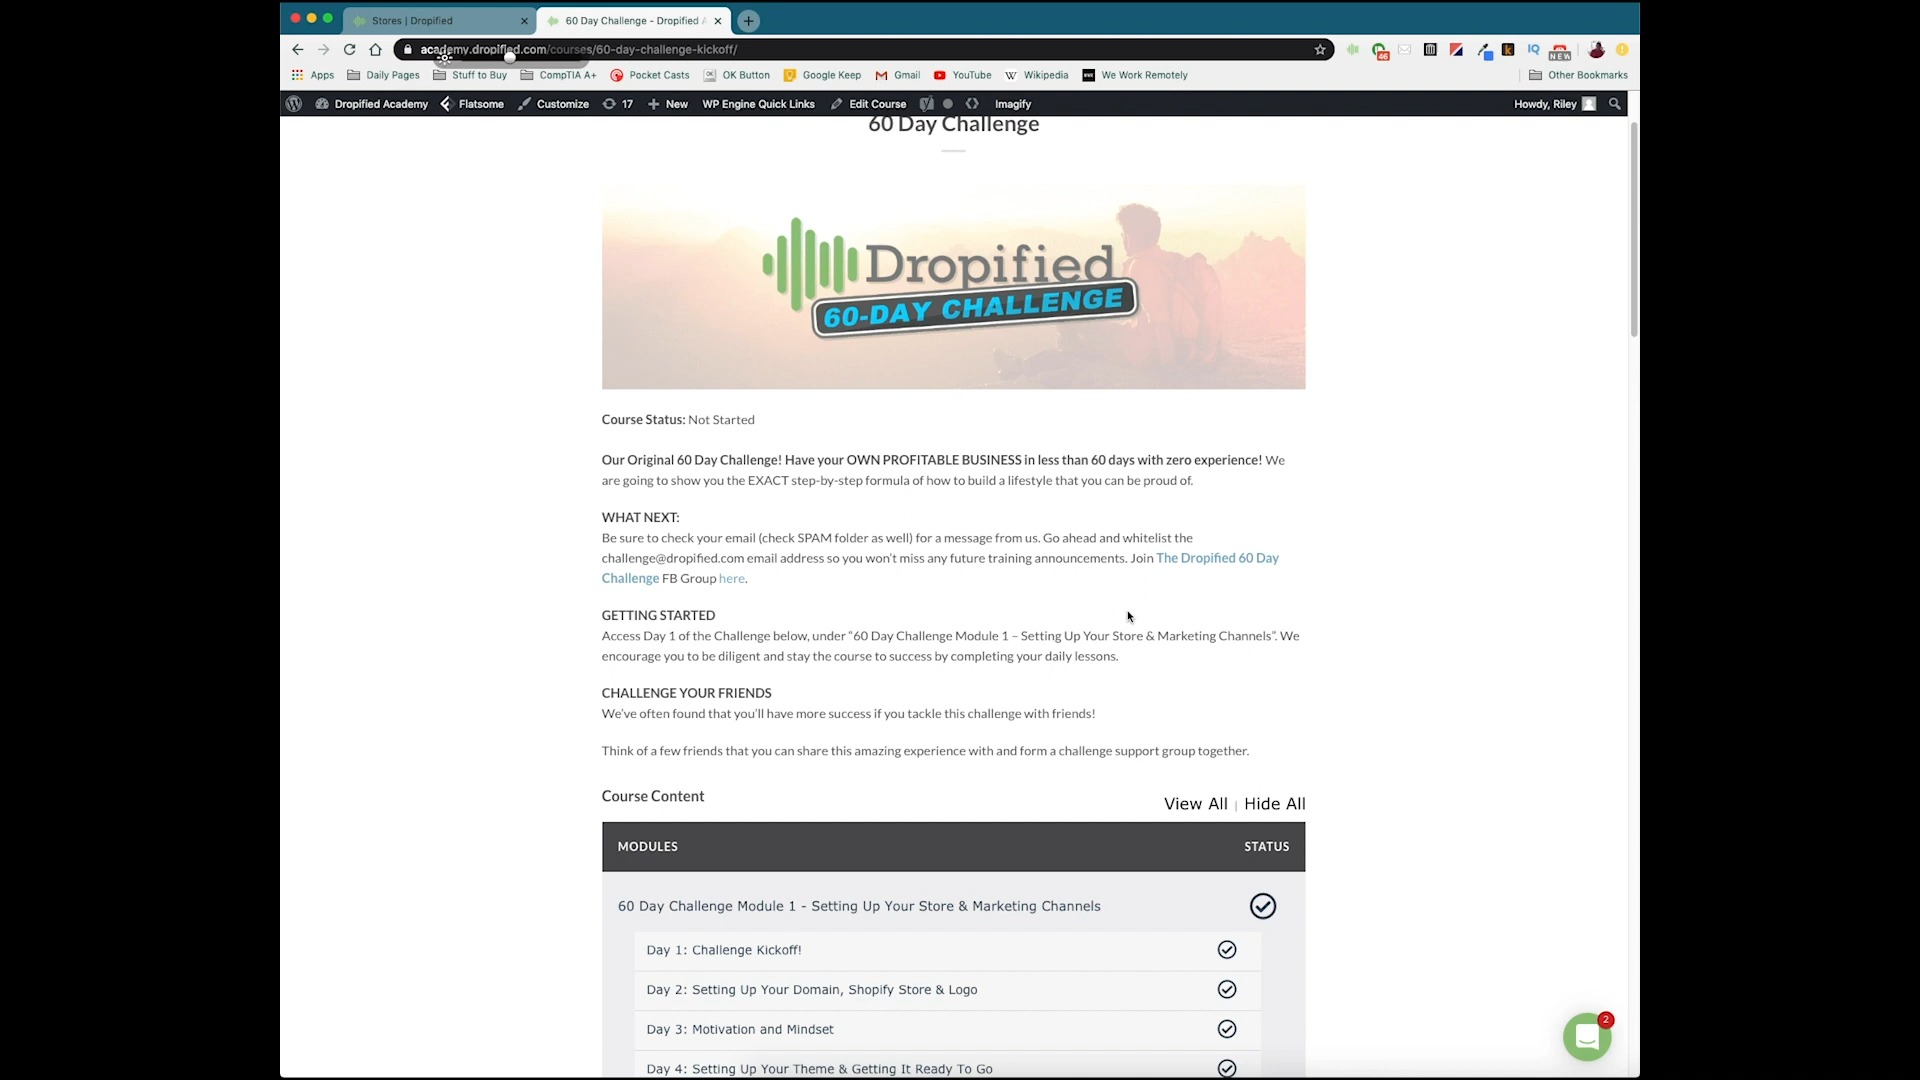 Stores | Dropified
60 Day Challenge - Dropified A
academy.dropified.com/courses/60-day-challenge-kickoff/
46
IQ
NEW
Apps
Daily Pages
Stuff to Buy
CompTIA A+
Pocket Casts
OK Button
Google Keep
Gmail
YouTube
Wikipedia
We Work Remotely
Other Bookmarks
Dropified Academy
Flatsome
Customize
17
New
WP Engine Quick Links
Edit Course
Imagify
Howdy, Riley
60 Day Challenge
Dropified
60-DAY CHALLENGE
Course Status: Not Started
Our Original 60 Day Challenge! Have your OWN PROFITABLE BUSINESS in less than 60 days with zero experience! We
are going to show you the EXACT step-by-step formula of how to build a lifestyle that you can be proud of.
WHAT NEXT:
Be sure to check your email (check SPAM folder as well) for a message from us. Go ahead and whitelist the
challenge@dropified.com email address so you won't miss any future training announcements. Join The Dropified 60 Day
Challenge FB Group here.
GETTING STARTED
Access Day 1 of the Challenge below, under “60 Day Challenge Module 1 – Setting Up Your Store & Marketing Channels”. We
encourage you to be diligent and stay the course to success by completing your daily lessons.
CHALLENGE YOUR FRIENDS
We've often found that you'll have more success if you tackle this challenge with friends!
Think of a few friends that you can share this amazing experience with and form a challenge support group together.
Course Content
View All | Hide All
MODULES
STATUS
60 Day Challenge Module 1 - Setting Up Your Store & Marketing Channels
Day 1: Challenge Kickoff!
Day 2: Setting Up Your Domain, Shopify Store & Logo
Day 3: Motivation and Mindset
Day 4: Setting Up Your Theme & Getting It Ready To Go
2